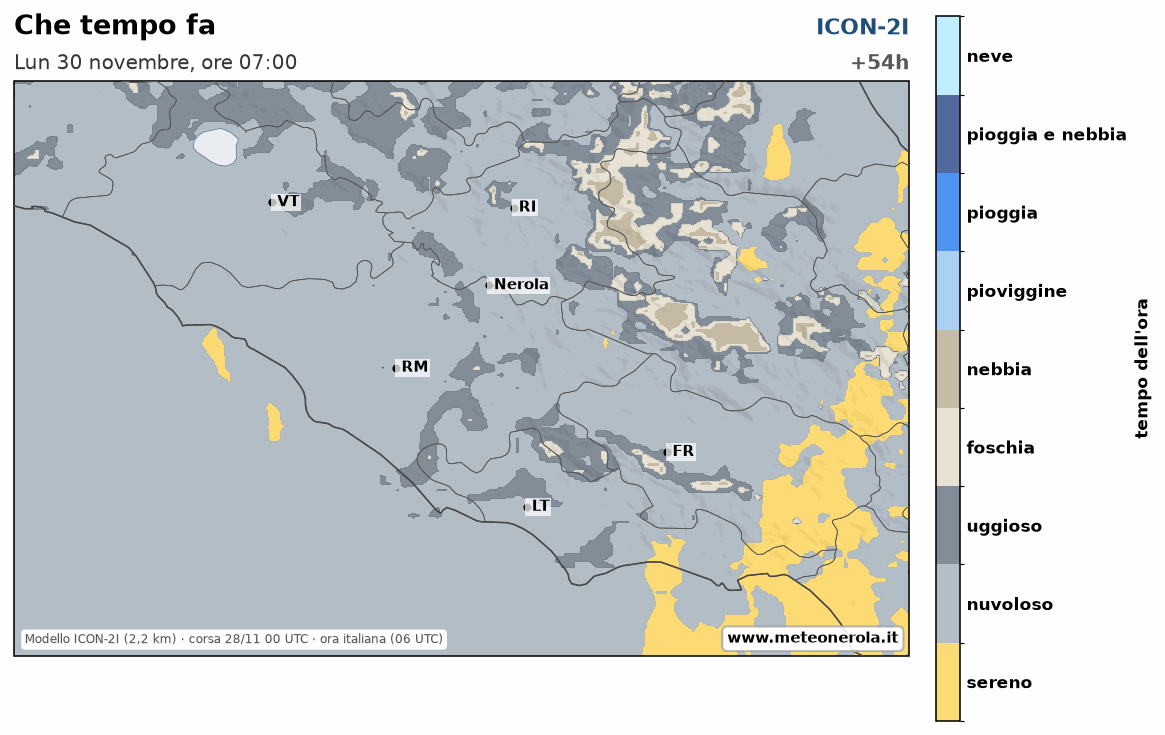 Che tempo fa
ICON-2I
Lun 30 novembre, ore 07:00
+54h
VT
RI
Nerola
RM
FR
LT
Modello ICON-2I (2,2 km) · corsa 28/11 00 UTC · ora italiana (06 UTC)
www.meteonerola.it
neve
pioggia e nebbia
pioggia
pioviggine
nebbia
foschia
uggioso
nuvoloso
sereno
tempo dell'ora